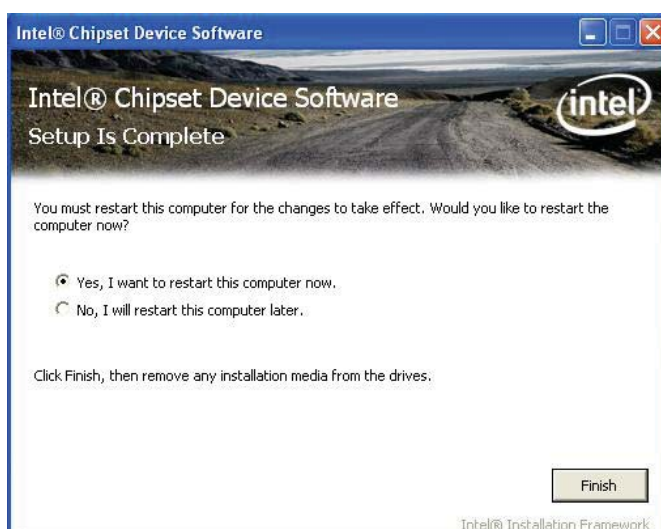 Intel® Chipset Device Software
Intel® Chipset Device Software
intel
Setup Is Complete
You must restart this computer for the changes to take effect. Would you like to restart the
computer now?
Yes, I want to restart this computer now.
No, I will restart this computer later.
Click Finish, then remove any installation media from the drives.
Finish
Intel® Installation Framework